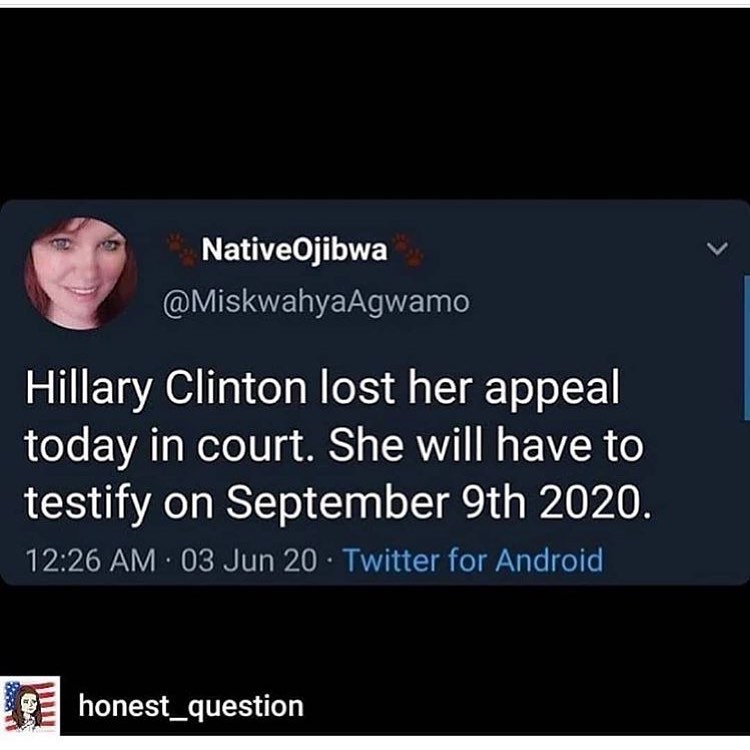 NativeOjibwa
@MiskwahyaAgwamo
Hillary Clinton lost her appeal
today in court. She will have to
testify on September 9th 2020.
12:26 AM · 03 Jun 20 · Twitter for Android
honest_question